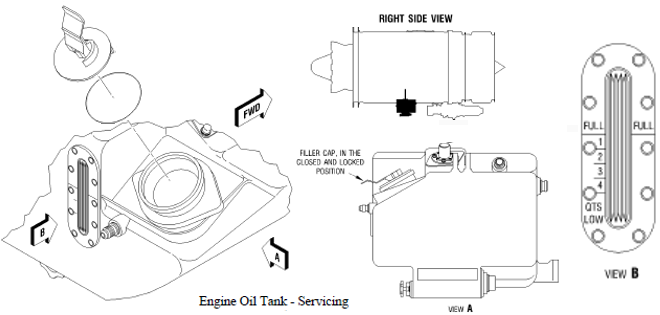 RIGHT SIDE VIEW
FWD
FILLER CAP, IN THE
CLOSED AND LOCKED
POSITION
FULL FULL
1
2
3
4
QTS
LOW
B
A
VIEW B
Engine Oil Tank - Servicing
VIEW A